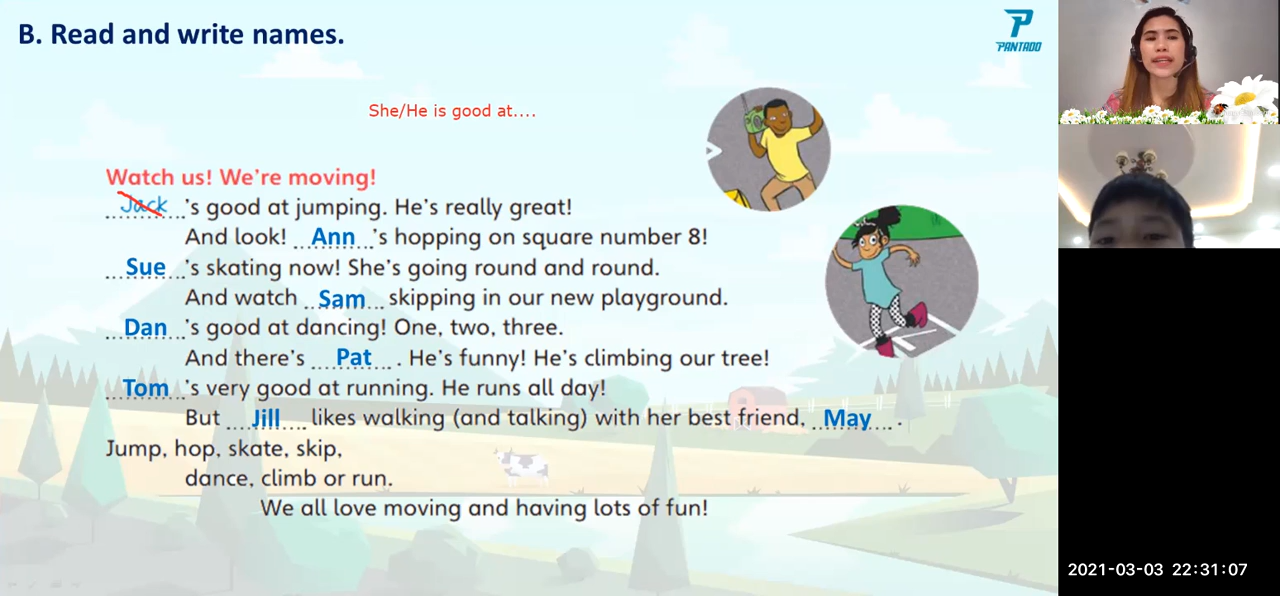 B. Read and write names.
PANTADO
She/He is good at....
Watch us! We're moving!
Jack's good at jumping. He's really great!
And look! Ann's hopping on square number 8!
Sue's skating now! She's going round and round.
And watch Sam skipping in our new playground.
Dan's good at dancing! One, two, three.
And there's Pat. He's funny! He's climbing our tree!
Tom's very good at running. He runs all day!
But Jill likes walking (and talking) with her best friend, May.
Jump, hop, skate, skip,
dance, climb or run.
We all love moving and having lots of fun!
2021-03-03 22:31:07